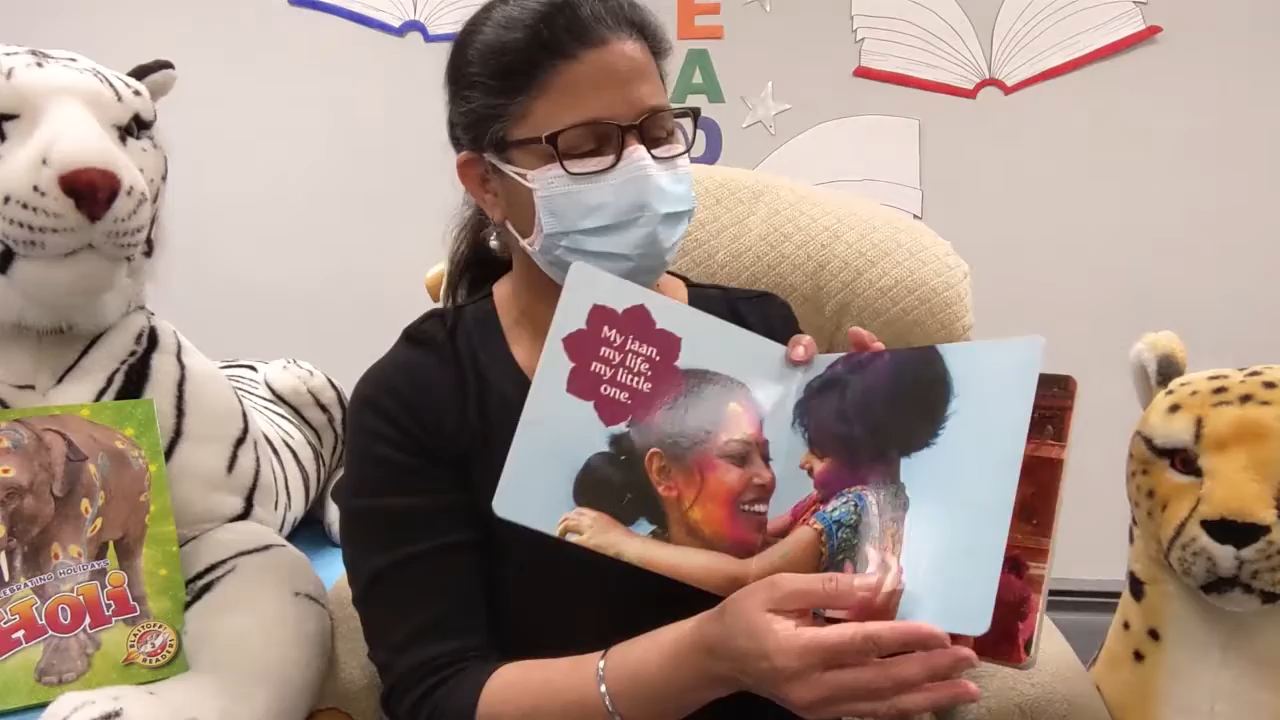 E
A
D
My jaan,
my life,
my little
one.
CELEBRATING HOLIDAYS
Holi
BLASTOFF!
READERS